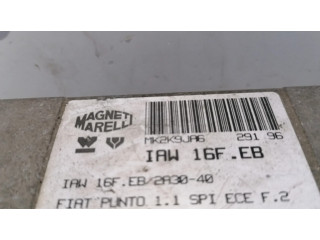 MAGNETI
MARELLI
MK2K9JA6 291 96
IAW 16F.EB
IAW 16F.EB/2A30-40
FIAT PUNTO 1.1 SPI ECE F.2